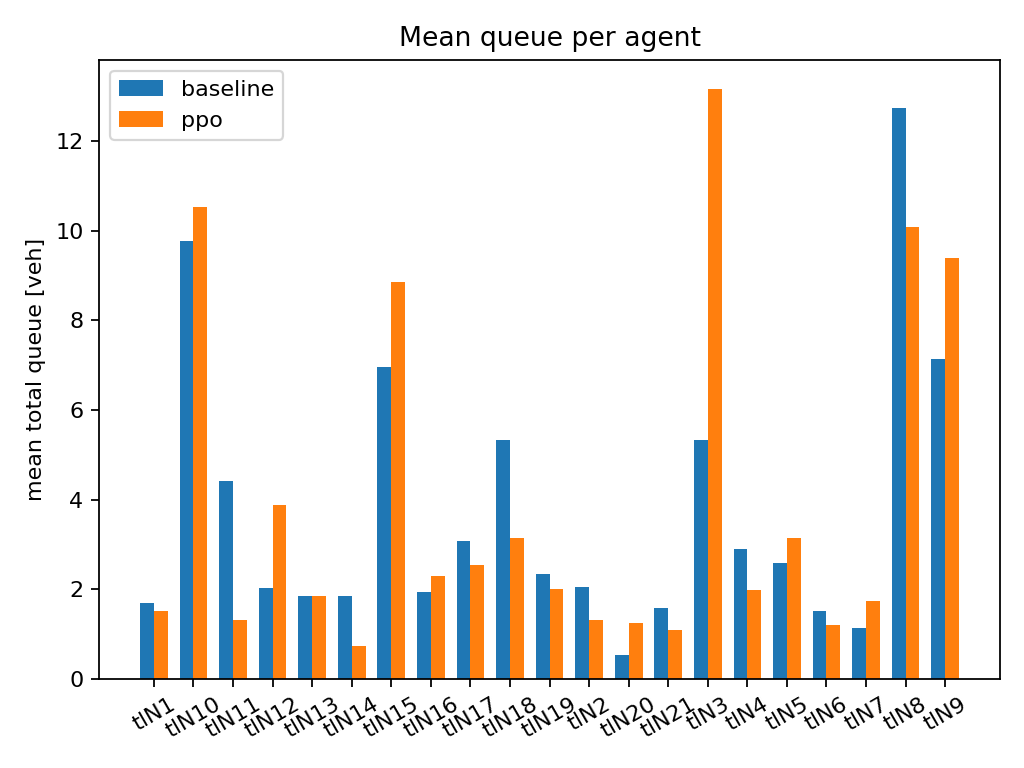 Mean queue per agent
baseline
ppo
mean total queue [veh]
12
10
8
6
4
2
0
tlN1
tlN10
tlN11
tlN12
tlN13
tlN14
tlN15
tlN16
tlN17
tlN18
tlN19
tlN2
tlN20
tlN21
tlN3
tlN4
tlN5
tlN6
tlN7
tlN8
tlN9